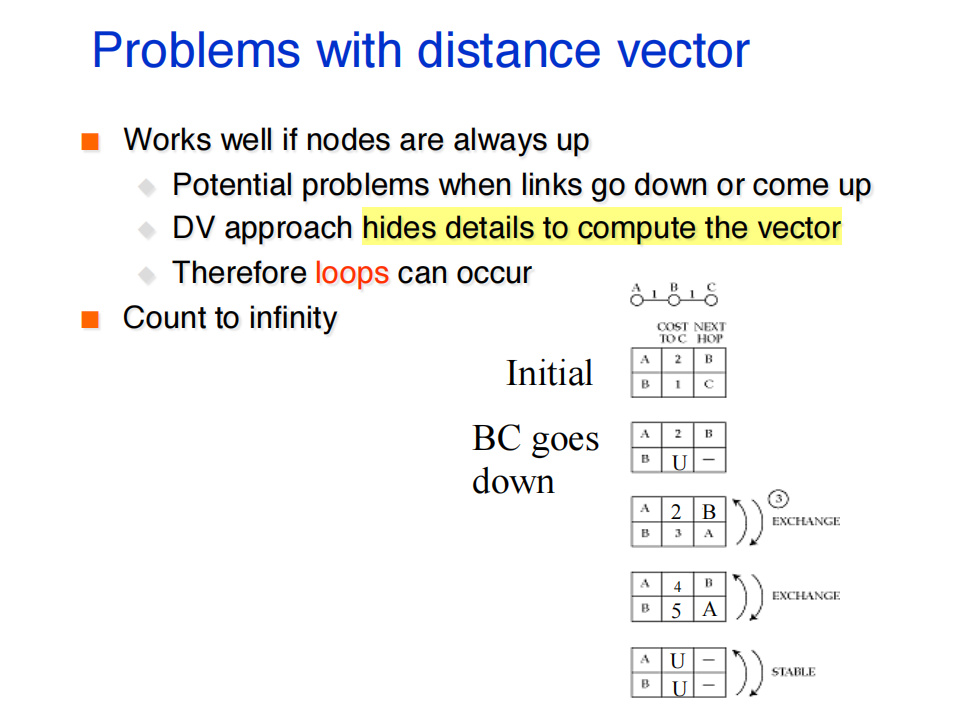 Problems with distance vector
Works well if nodes are always up
Potential problems when links go down or come up
DV approach hides details to compute the vector
Therefore loops can occur
Count to infinity
A 1 B 1 C
COST NEXT
TO C HOP
Initial
A 2 B
B 1 C
BC goes
down
A 2 B
B U –
A 2 B
B 3 A
3
EXCHANGE
A 4 B
B 5 A
EXCHANGE
A U –
B U –
STABLE